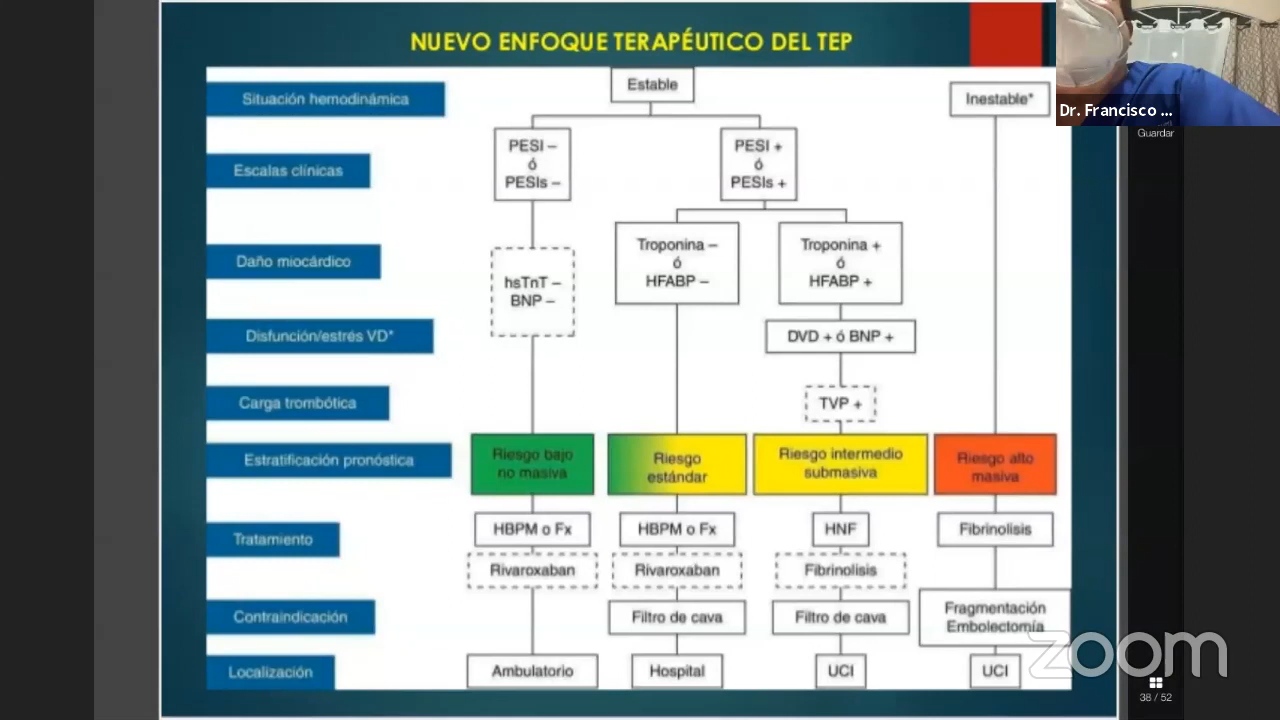 NUEVO ENFOQUE TERAPÉUTICO DEL TEP
Dr. Francisco ...
Guardar
Situación hemodinámica
Estable
Inestable*
Escalas clínicas
PESI –
ó
PESIs –
PESI +
ó
PESIs +
Daño miocárdico
hsTnT –
BNP –
Troponina –
ó
HFABP –
Troponina +
ó
HFABP +
Disfunción/estrés VD*
DVD + ó BNP +
Carga trombótica
TVP +
Estratificación pronóstica
Riesgo bajo
no masiva
Riesgo
estándar
Riesgo intermedio
submasiva
Riesgo alto
masiva
Tratamiento
HBPM o Fx
HBPM o Fx
HNF
Fibrinolisis
Rivaroxaban
Rivaroxaban
Fibrinolisis
Contraindicación
Filtro de cava
Filtro de cava
Fragmentación
Embolectomía
Localización
Ambulatorio
Hospital
UCI
UCI
zoom
38 / 52